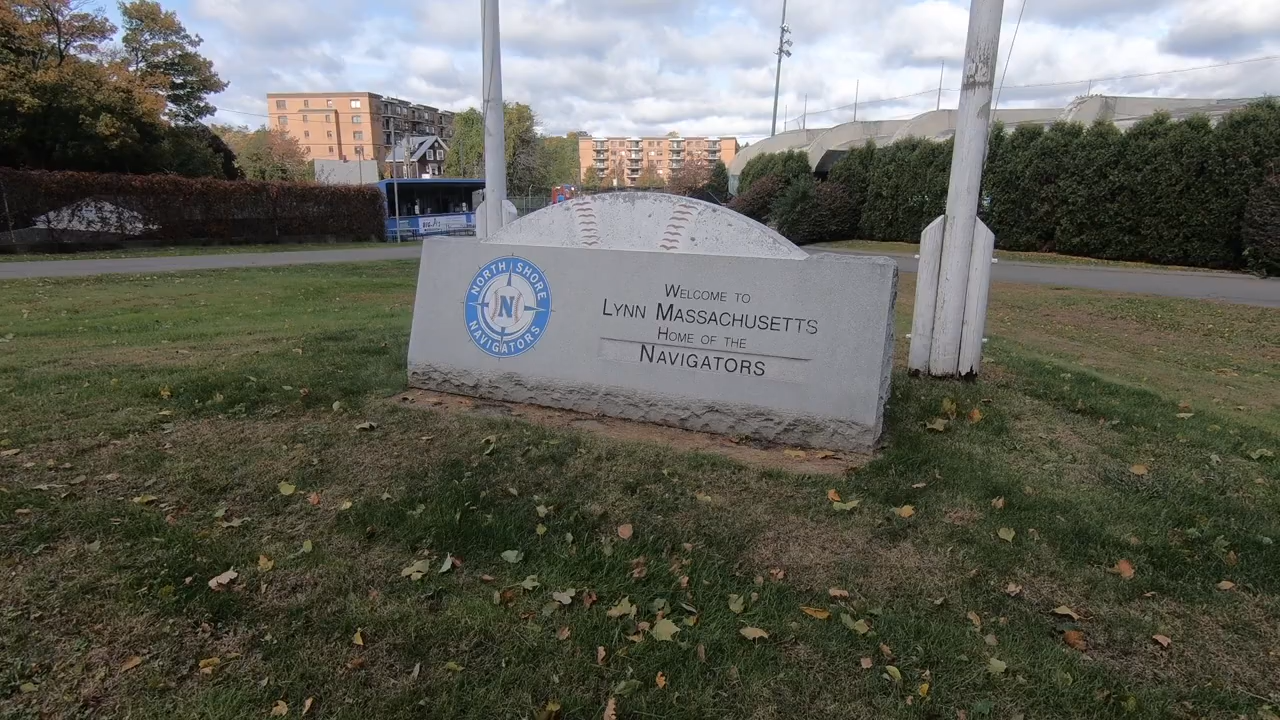 NORTH SHORE
N
NAVIGATORS
WELCOME TO
LYNN MASSACHUSETTS
HOME OF THE
NAVIGATORS